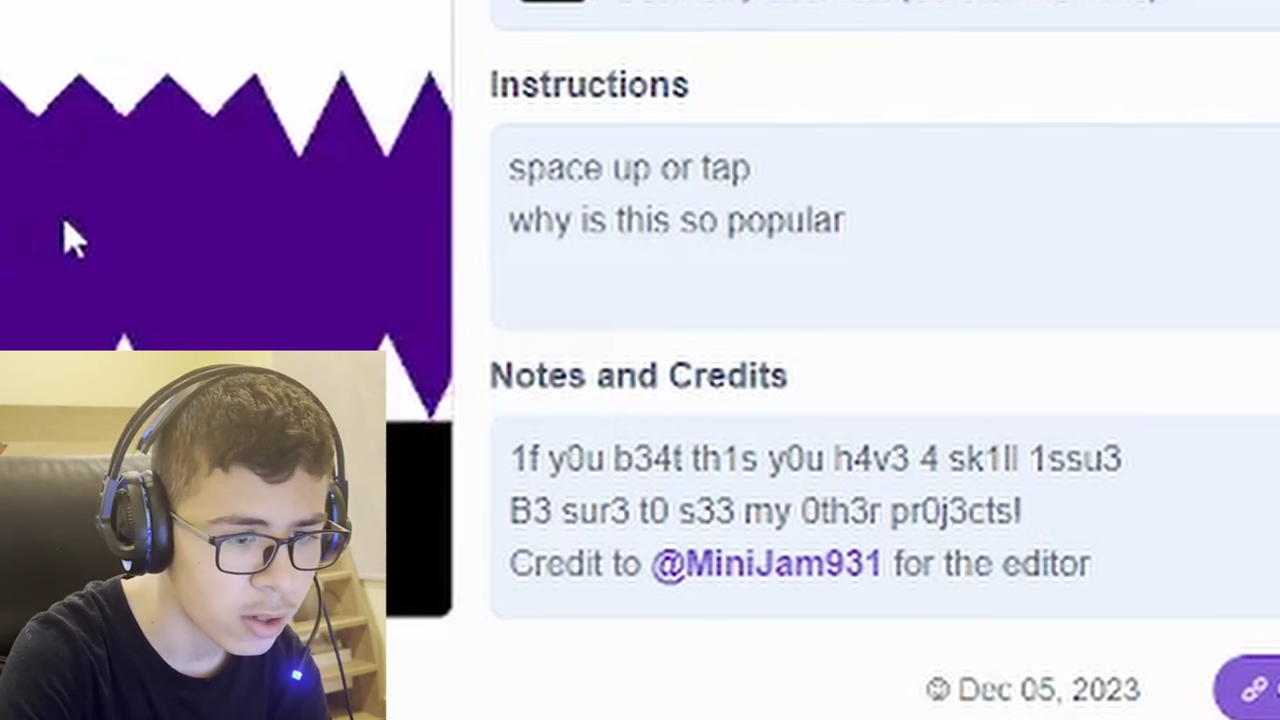 Instructions
space up or tap
why is this so popular
Notes and Credits
1f y0u b34t th1s y0u h4v3 4 sk1ll 1ssu3
B3 sur3 t0 s33 my 0th3r pr0j3cts!
Credit to @MiniJam931 for the editor
© Dec 05, 2023